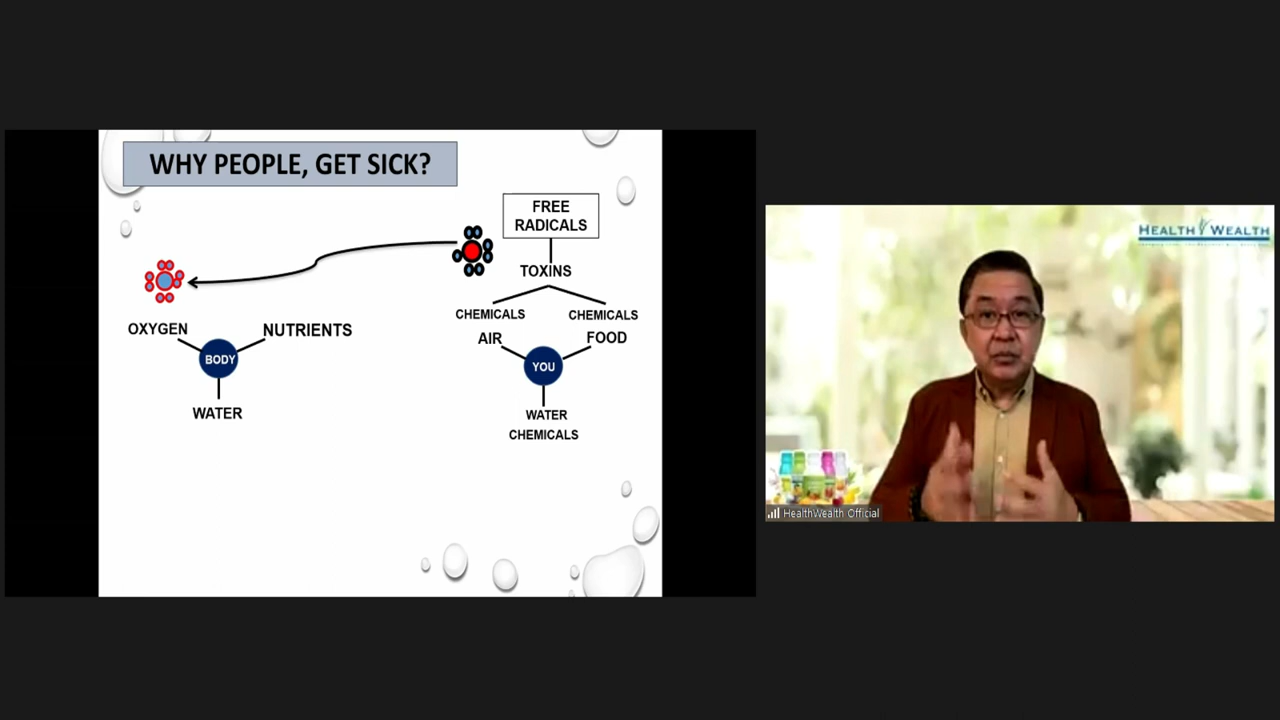 WHY PEOPLE, GET SICK?
FREE
RADICALS
TOXINS
CHEMICALS
CHEMICALS
AIR
FOOD
YOU
WATER
CHEMICALS
OXYGEN
NUTRIENTS
BODY
WATER
HEALTH WEALTH
HealthWealth Official